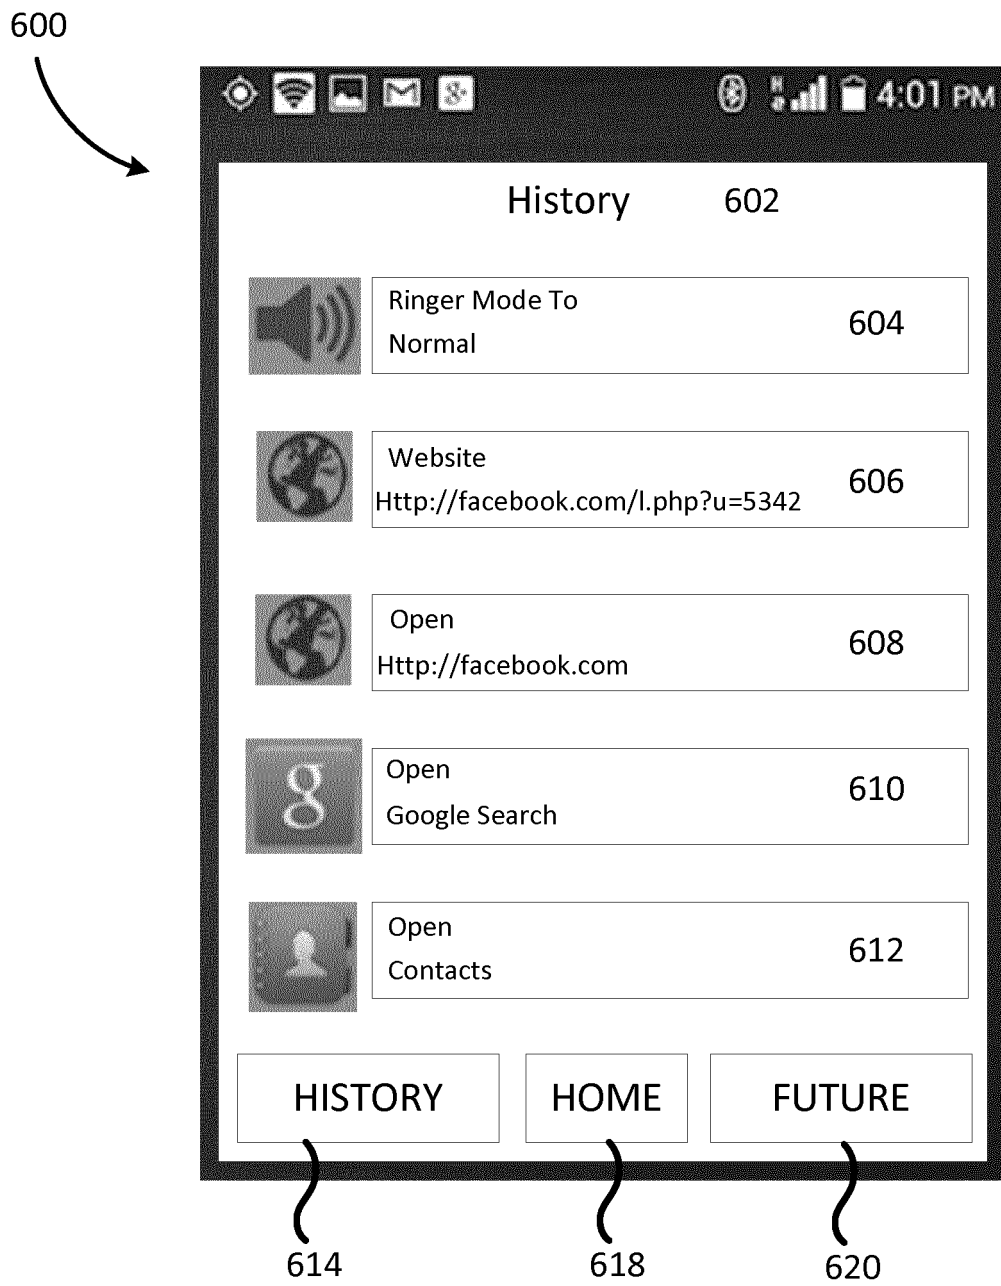 600
4:01 PM
History 602
Ringer Mode To
Normal
604
Website
Http://facebook.com/l.php?u=5342
606
Open
Http://facebook.com
608
g
Open
Google Search
610
Open
Contacts
612
HISTORY HOME FUTURE
614 618 620